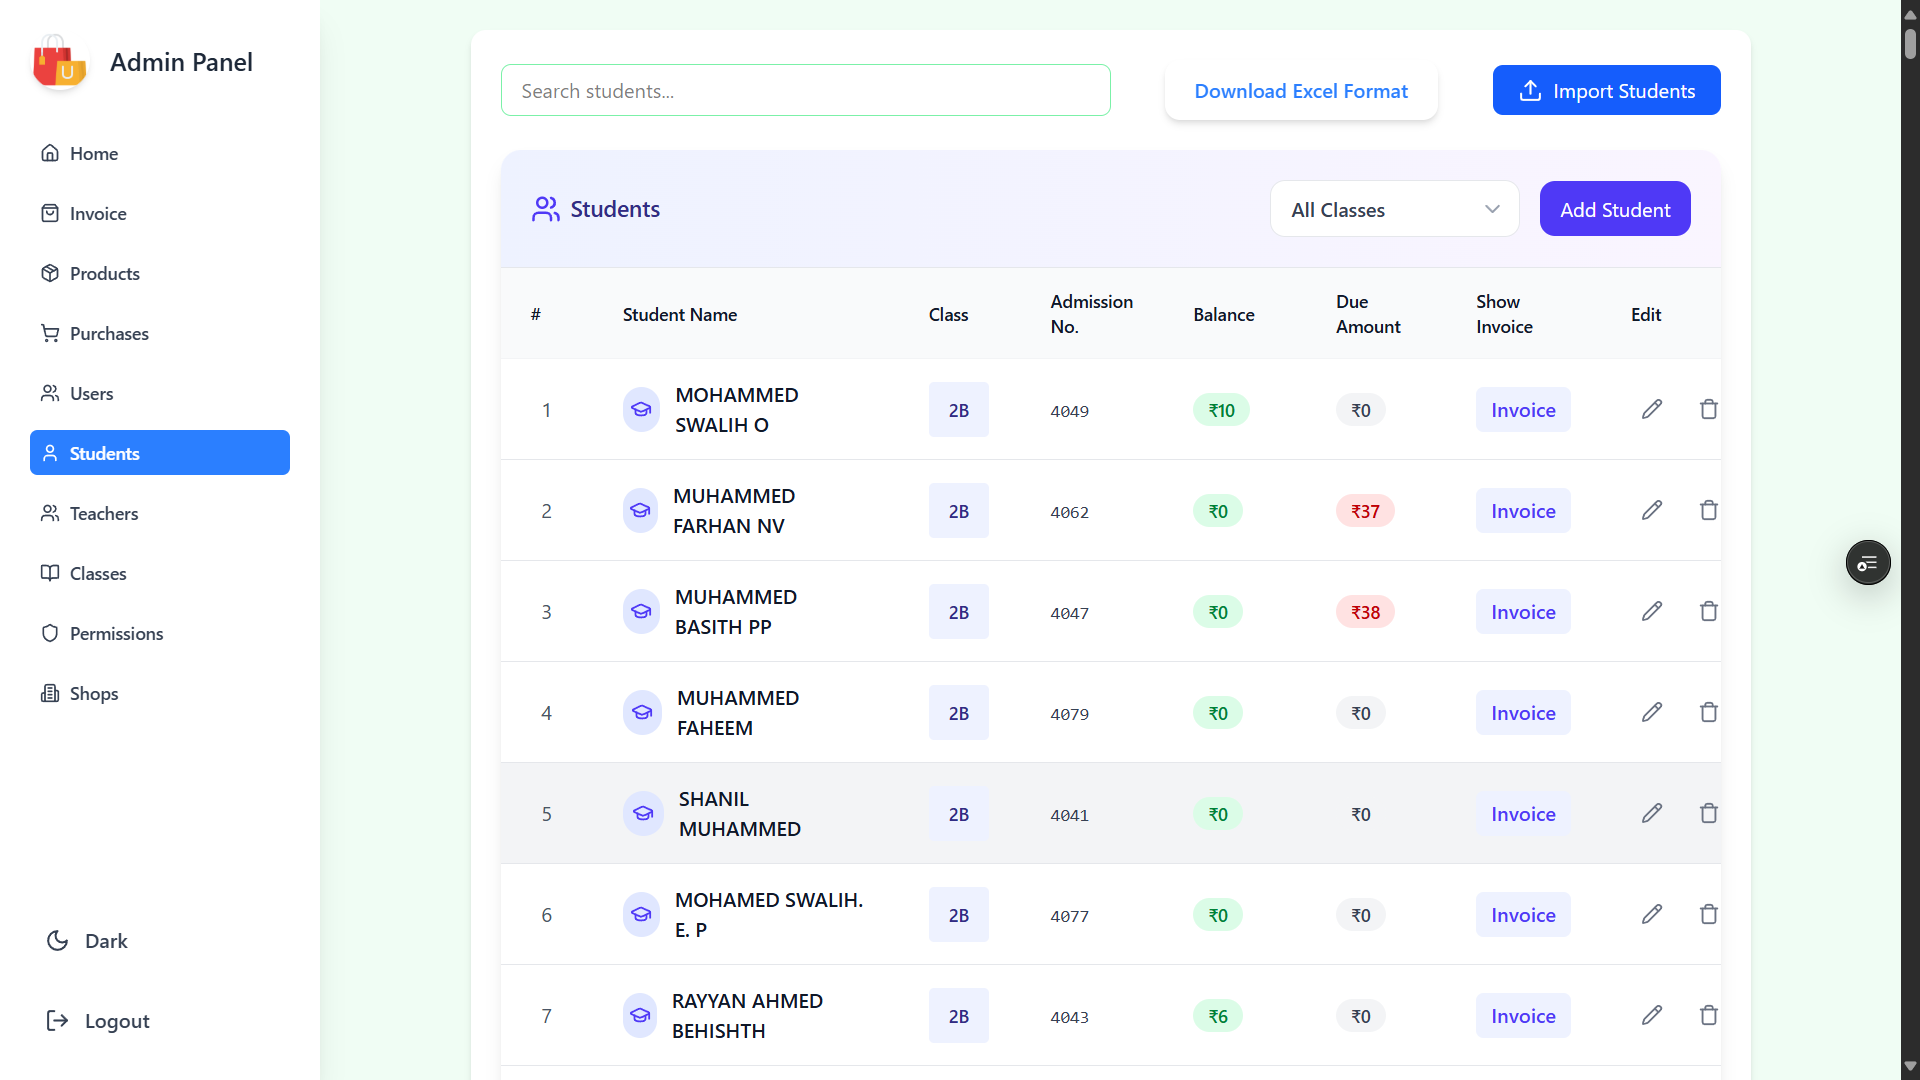 Admin Panel
Home
Invoice
Products
Purchases
Users
Students
Teachers
Classes
Permissions
Shops
Dark
Logout
Search students...
Download Excel Format
Import Students
Students
All Classes
Add Student
# Student Name Class Admission No. Balance Due Amount Show Invoice Edit
1 MOHAMMED SWALIH O 2B 4049 ₹10 ₹0 Invoice
2 MUHAMMED FARHAN NV 2B 4062 ₹0 ₹37 Invoice
3 MUHAMMED BASITH PP 2B 4047 ₹0 ₹38 Invoice
4 MUHAMMED FAHEEM 2B 4079 ₹0 ₹0 Invoice
5 SHANIL MUHAMMED 2B 4041 ₹0 ₹0 Invoice
6 MOHAMED SWALIH. E. P 2B 4077 ₹0 ₹0 Invoice
7 RAYYAN AHMED BEHISHTH 2B 4043 ₹6 ₹0 Invoice